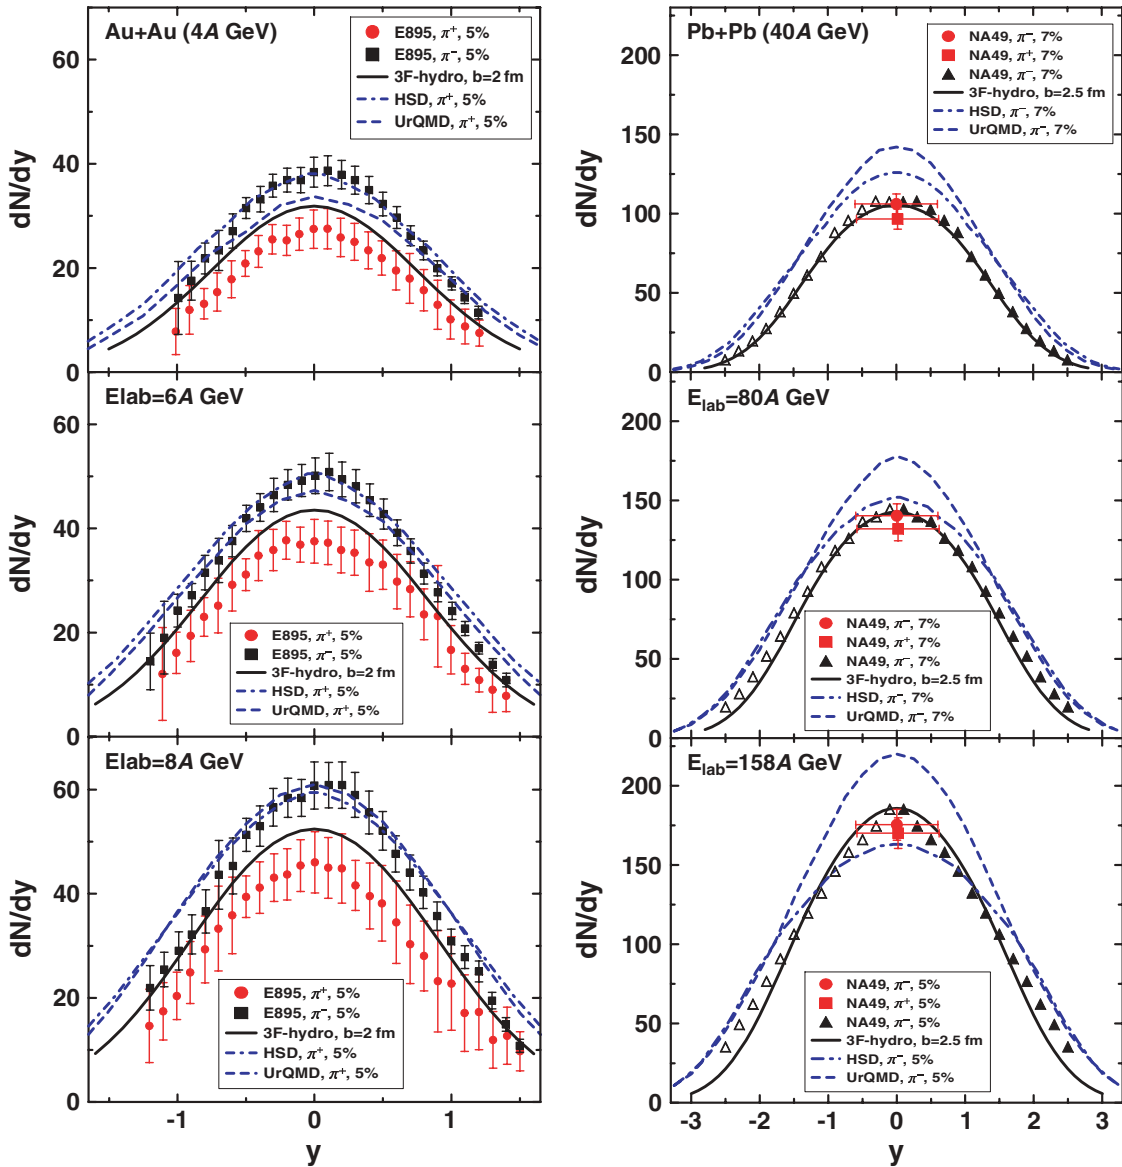 Au+Au (4A GeV)
E895, π⁺, 5%
E895, π⁻, 5%
3F-hydro, b=2 fm
HSD, π⁺, 5%
UrQMD, π⁺, 5%
dN/dy
60
40
20
0
Elab=6A GeV
E895, π⁺, 5%
E895, π⁻, 5%
3F-hydro, b=2 fm
HSD, π⁺, 5%
UrQMD, π⁺, 5%
dN/dy
60
40
20
0
Elab=8A GeV
E895, π⁺, 5%
E895, π⁻, 5%
3F-hydro, b=2 fm
HSD, π⁺, 5%
UrQMD, π⁺, 5%
dN/dy
60
40
20
0
-1 0 1
y
Pb+Pb (40A GeV)
NA49, π⁻, 7%
NA49, π⁺, 7%
NA49, π⁻, 7%
3F-hydro, b=2.5 fm
HSD, π⁻, 7%
UrQMD, π⁻, 7%
dN/dy
200
150
100
50
0
E_lab=80A GeV
NA49, π⁻, 7%
NA49, π⁺, 7%
NA49, π⁻, 7%
3F-hydro, b=2.5 fm
HSD, π⁻, 7%
UrQMD, π⁻, 7%
dN/dy
200
150
100
50
0
E_lab=158A GeV
NA49, π⁻, 5%
NA49, π⁺, 5%
NA49, π⁻, 5%
3F-hydro, b=2.5 fm
HSD, π⁻, 5%
UrQMD, π⁻, 5%
dN/dy
200
150
100
50
0
-3 -2 -1 0 1 2 3
y